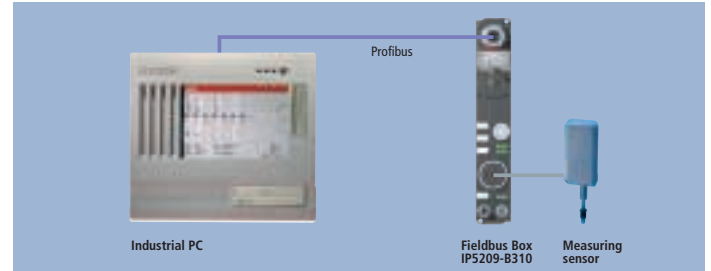 Profibus
Industrial PC
Fieldbus Box
IP5209-B310
Measuring
sensor